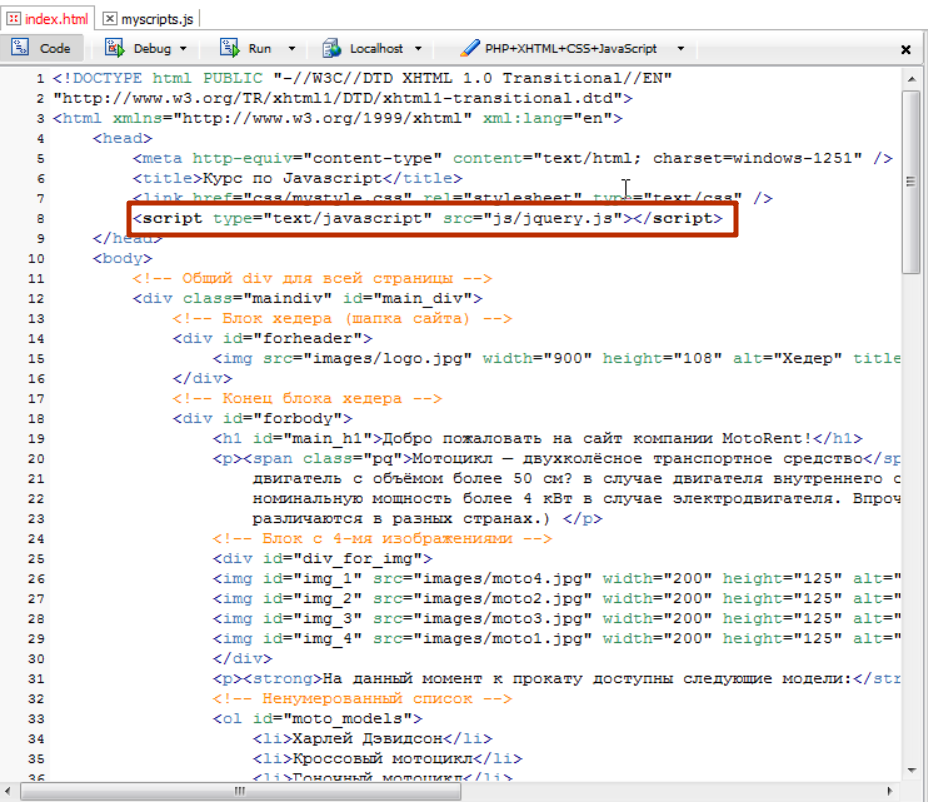 index.html myscripts.js
Code Debug Run Localhost PHP+XHTML+CSS+JavaScript
1 <!DOCTYPE html PUBLIC "-//W3C//DTD XHTML 1.0 Transitional//EN"
2 "http://www.w3.org/TR/xhtml1/DTD/xhtml1-transitional.dtd">
3 <html xmlns="http://www.w3.org/1999/xhtml" xml:lang="en">
4 <head>
5 <meta http-equiv="content-type" content="text/html; charset=windows-1251" />
6 <title>Курс по Javascript</title>
7 <link href="css/mystyle.css" rel="stylesheet" type="text/css" />
8 <script type="text/javascript" src="js/jquery.js"></script>
9 </head>
10 <body>
11 <!-- Общий div для всей страницы -->
12 <div class="maindiv" id="main_div">
13 <!-- Блок хедера (шапка сайта) -->
14 <div id="forheader">
15 <img src="images/logo.jpg" width="900" height="108" alt="Хедер" title
16 </div>
17 <!-- Конец блока хедера -->
18 <div id="forbody">
19 <h1 id="main_h1">Добро пожаловать на сайт компании MotoRent!</h1>
20 <p><span class="pq">Мотоцикл — двухколёсное транспортное средство</sp
21 двигатель с объёмом более 50 см? в случае двигателя внутреннего с
22 номинальную мощность более 4 кВт в случае электродвигателя. Впроч
23 различаются в разных странах.) </p>
24 <!-- Блок с 4-мя изображениями -->
25 <div id="div_for_img">
26 <img id="img_1" src="images/moto4.jpg" width="200" height="125" alt="
27 <img id="img_2" src="images/moto2.jpg" width="200" height="125" alt="
28 <img id="img_3" src="images/moto3.jpg" width="200" height="125" alt="
29 <img id="img_4" src="images/moto1.jpg" width="200" height="125" alt="
30 </div>
31 <p><strong>На данный момент к прокату доступны следующие модели:</str
32 <!-- Ненумерованный список -->
33 <ol id="moto_models">
34 <li>Харлей Дэвидсон</li>
35 <li>Кроссовый мотоцикл</li>
36 <li>Гоночный мотоцикл</li>